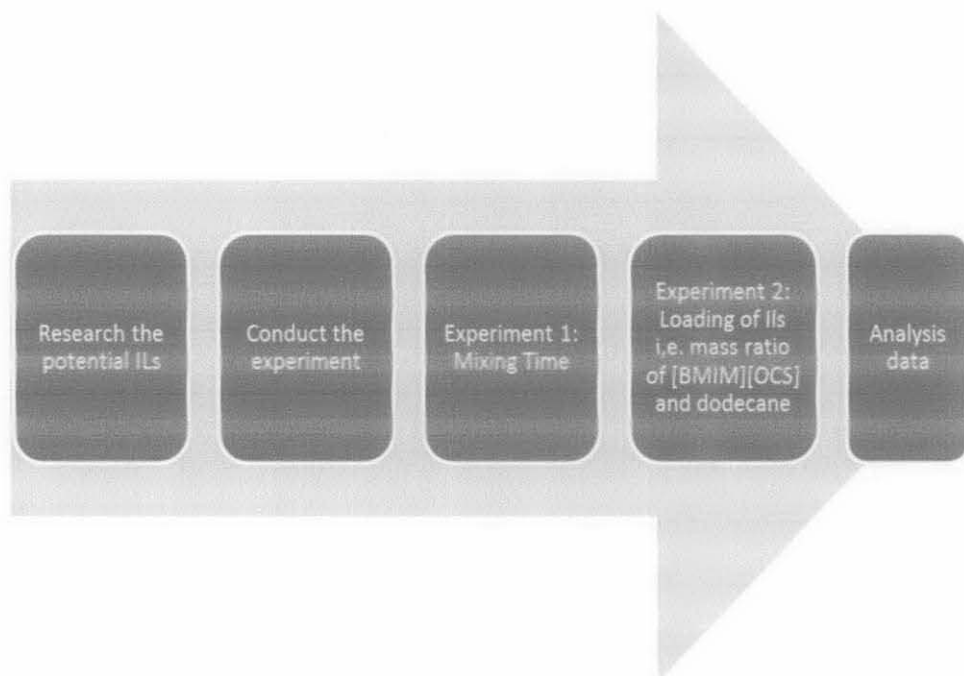 Research the
potential ILs
Conduct the
experiment
Experiment 1:
Mixing Time
Experiment 2:
Loading of Ils
i.e. mass ratio
of [BMIM][OCS]
and dodecane
Analysis
data